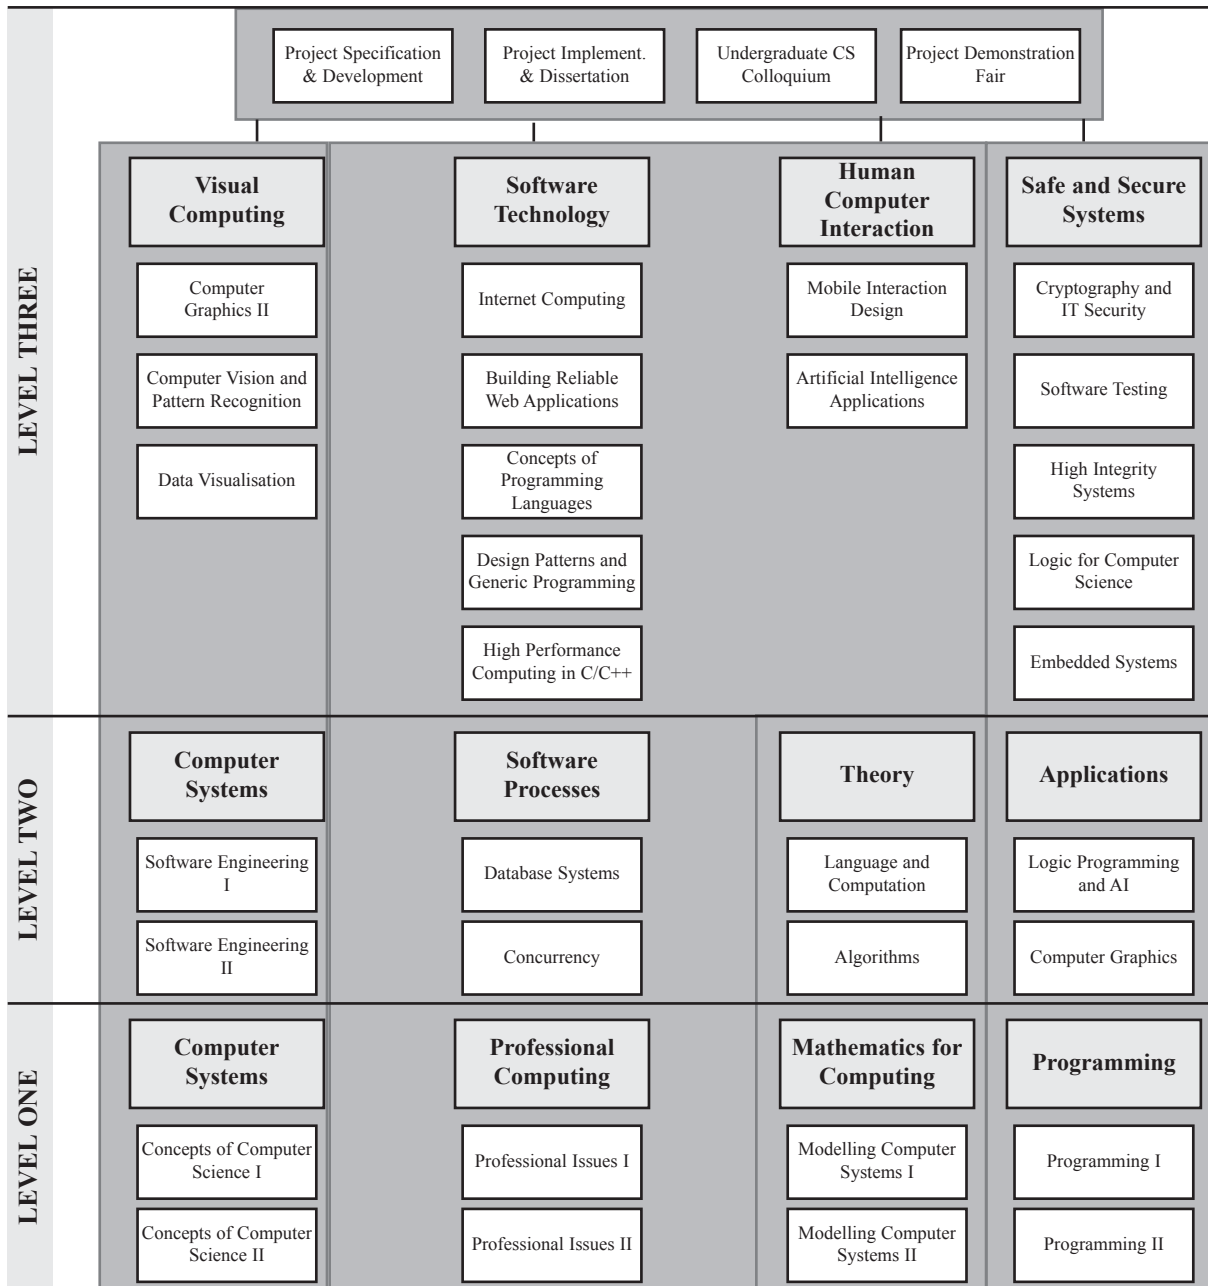 Project Specification
& Development
Project Implement.
& Dissertation
Undergraduate CS
Colloquium
Project Demonstration
Fair
LEVEL THREE
Visual
Computing
Computer
Graphics II
Computer Vision and
Pattern Recognition
Data Visualisation
Software
Technology
Internet Computing
Building Reliable
Web Applications
Concepts of
Programming
Languages
Design Patterns and
Generic Programming
High Performance
Computing in C/C++
Human
Computer
Interaction
Mobile Interaction
Design
Artificial Intelligence
Applications
Safe and Secure
Systems
Cryptography and
IT Security
Software Testing
High Integrity
Systems
Logic for Computer
Science
Embedded Systems
LEVEL TWO
Computer
Systems
Software Engineering
I
Software Engineering
II
Software
Processes
Database Systems
Concurrency
Theory
Language and
Computation
Algorithms
Applications
Logic Programming
and AI
Computer Graphics
LEVEL ONE
Computer
Systems
Concepts of Computer
Science I
Concepts of Computer
Science II
Professional
Computing
Professional Issues I
Professional Issues II
Mathematics for
Computing
Modelling Computer
Systems I
Modelling Computer
Systems II
Programming
Programming I
Programming II